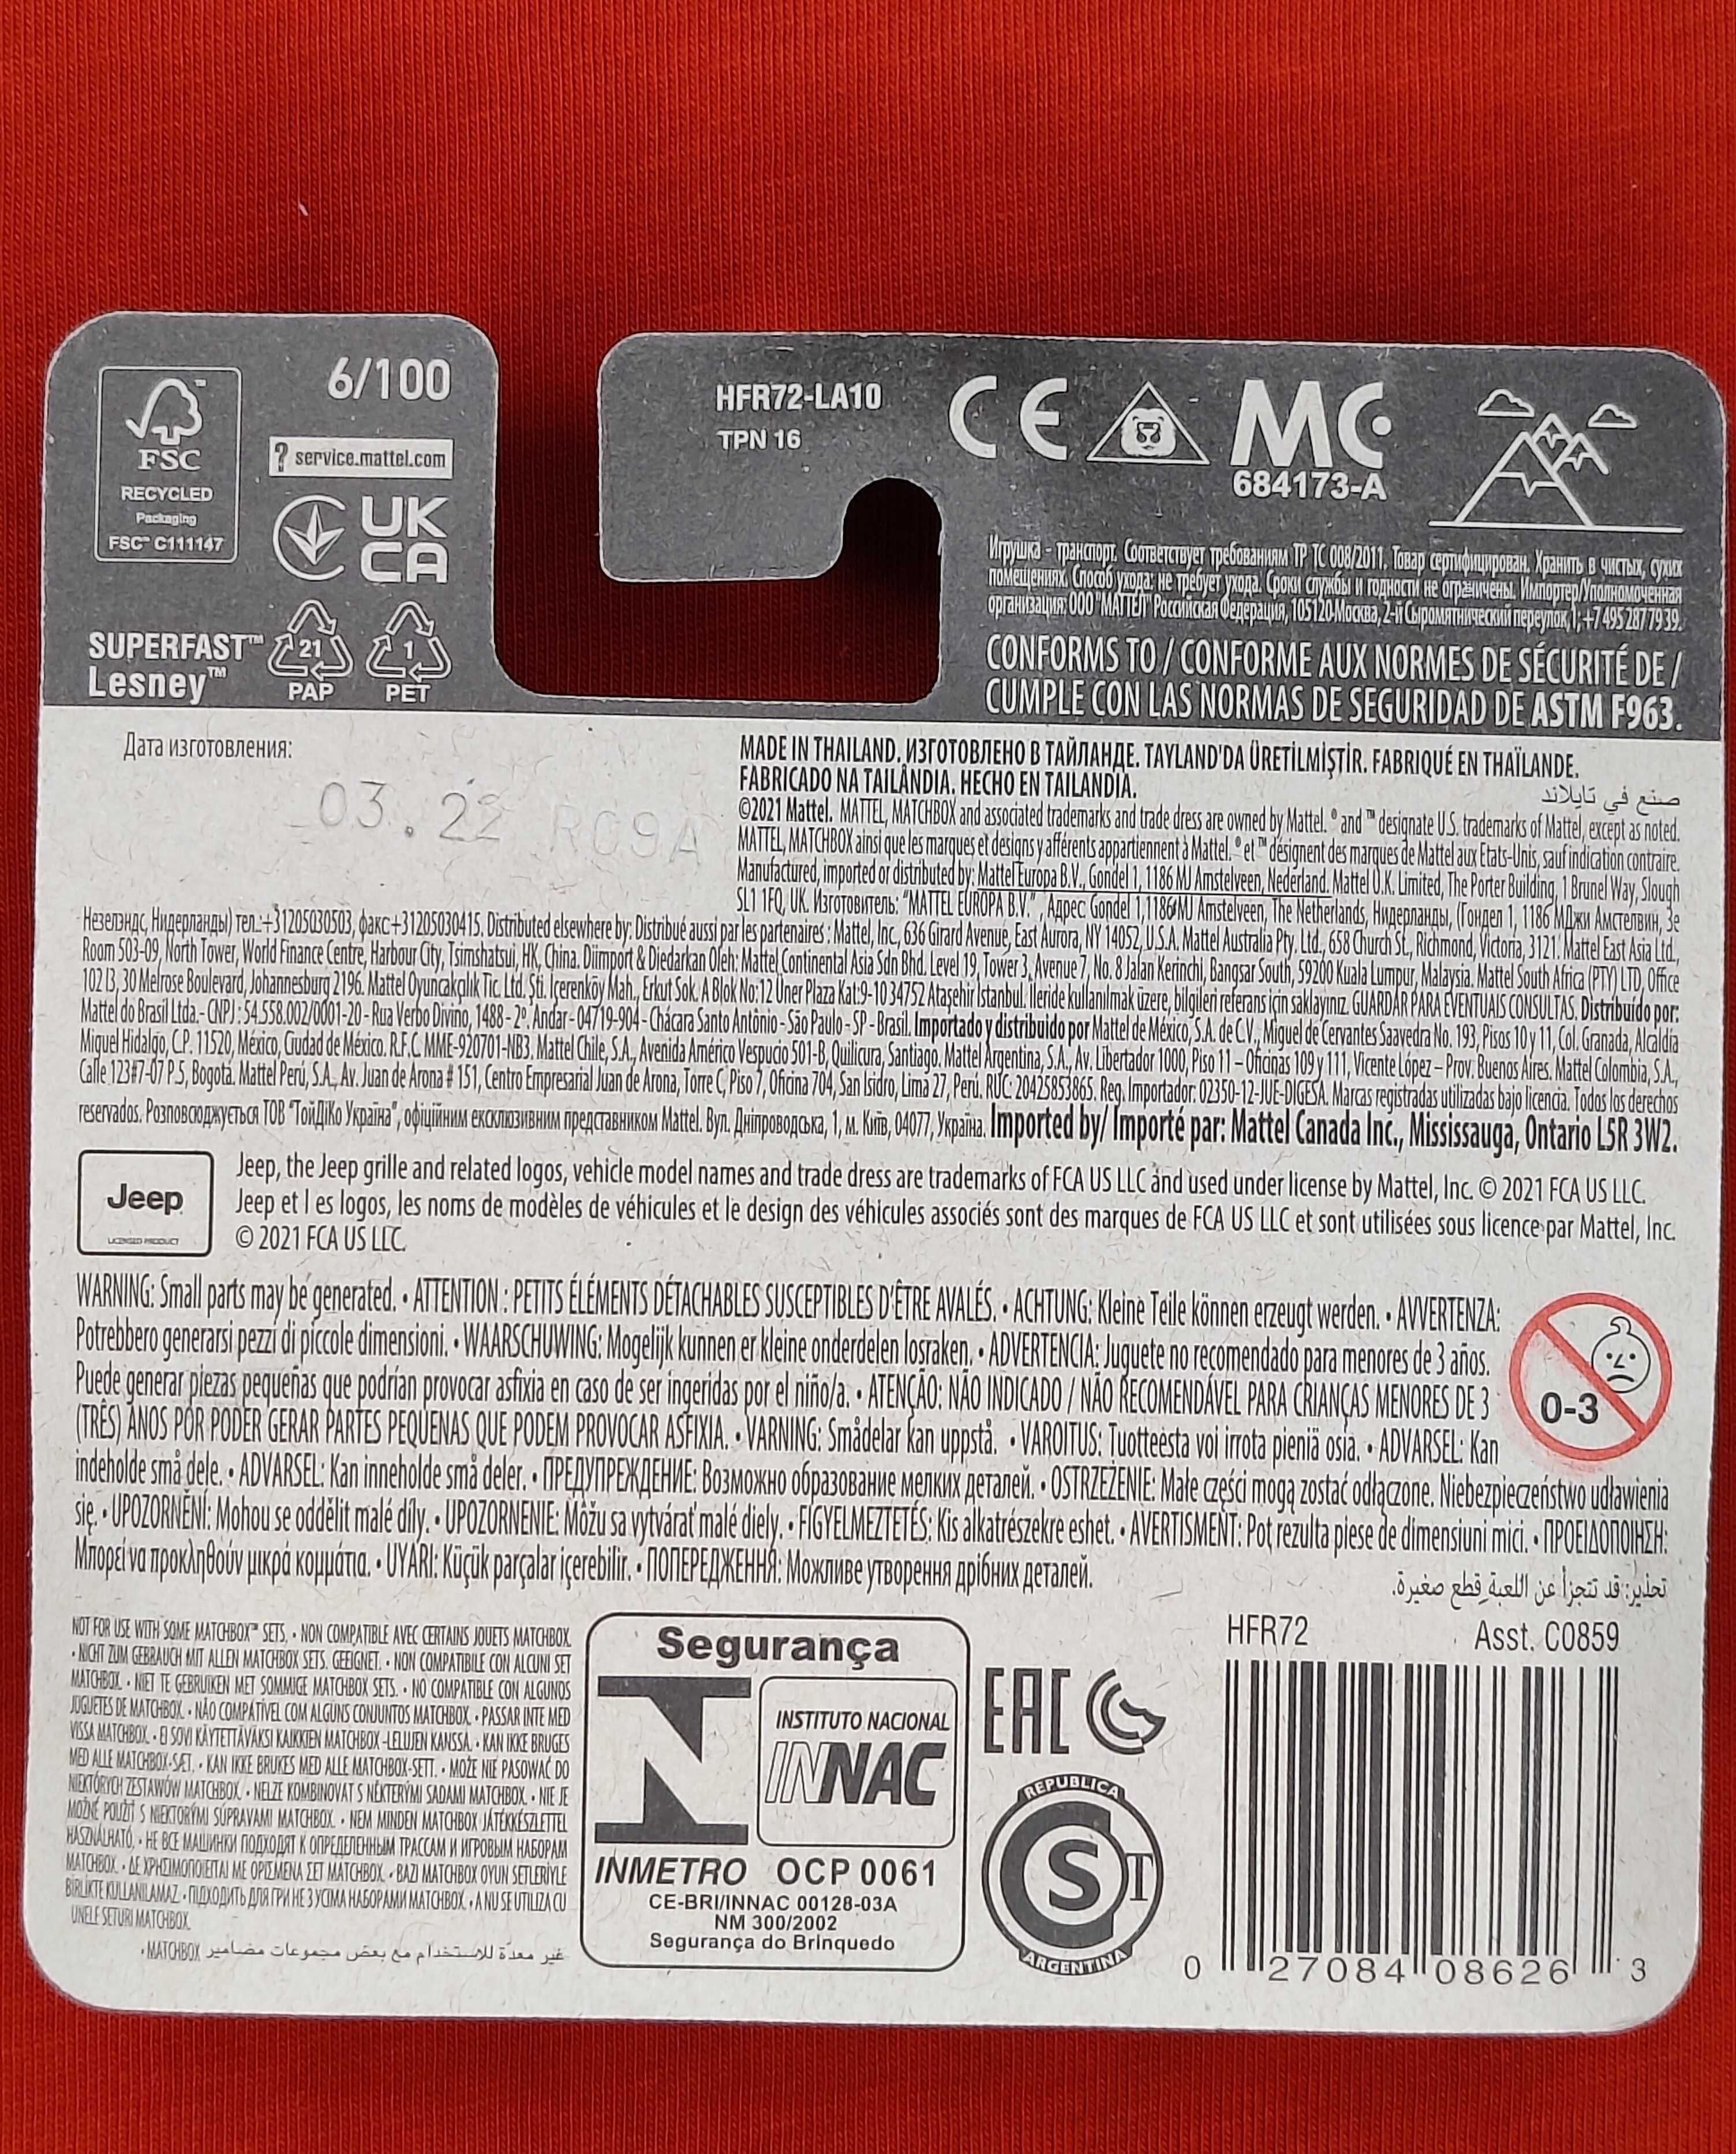 6/100
FSC
RECYCLED
Packaging
FSC™ C111147
? service.mattel.com
UK
CA
SUPERFAST™
Lesney™
21
PAP
1
PET
HFR72-LA10
TPN 16
CE
MC
684173-A
Игрушка - транспорт. Соответствует требованиям ТР ТС 008/2011. Товар сертифицирован. Хранить в чистых, сухих
помещениях. Способ ухода: не требует ухода. Сроки службы и годности не ограничены. Импортер/Уполномоченная
организация: ООО "МАТТЕЛ" Российская Федерация, 105120 Москва, 2-й Сыромятнический переулок, 1, +7 495 287 79 39.
CONFORMS TO / CONFORME AUX NORMES DE SÉCURITÉ DE /
CUMPLE CON LAS NORMAS DE SEGURIDAD DE ASTM F963.
Дата изготовления:
03.22 R09A
MADE IN THAILAND. ИЗГОТОВЛЕНО В ТАЙЛАНДЕ. TAYLAND'DA ÜRETİLMİŞTİR. FABRIQUÉ EN THAÏLANDE.
FABRICADO NA TAILÂNDIA. HECHO EN TAILANDIA.
صنع في تايلاند
©2021 Mattel. MATTEL, MATCHBOX and associated trademarks and trade dress are owned by Mattel. ® and ™ designate U.S. trademarks of Mattel, except as noted.
MATTEL, MATCHBOX ainsi que les marques et designs y afférents appartiennent à Mattel. ® et ™ désignent des marques de Mattel aux Etats-Unis, sauf indication contraire.
Manufactured, imported or distributed by: Mattel Europa B.V., Gondel 1, 1186 MJ Amstelveen, Nederland. Mattel U.K. Limited, The Porter Building, 1 Brunel Way, Slough
SL1 1FQ, UK. Изготовитель: "MATTEL EUROPA B.V." , Адрес Gondel 1,1186MJ Amstelveen, The Netherlands, Нидерланды, (Гондел 1, 1186 МДжи Амстелвин, Зе
Незелэндс, Нидерланды) тел.:+31205030503, факс+31205030415. Distributed elsewhere by: Distribué aussi par les partenaires : Mattel, Inc., 636 Girard Avenue, East Aurora, NY 14052, U.S.A. Mattel Australia Pty. Ltd., 658 Church St., Richmond, Victoria, 3121. Mattel East Asia Ltd.,
Room 503-09, North Tower, World Finance Centre, Harbour City, Tsimshatsui, HK, China. Diimport & Diedarkan Oleh: Mattel Continental Asia Sdn Bhd. Level 19, Tower 3, Avenue 7, No. 8 Jalan Kerinchi, Bangsar South, 59200 Kuala Lumpur, Malaysia. Mattel South Africa (PTY) LTD, Office
102 I3, 30 Melrose Boulevard, Johannesburg 2196. Mattel Oyuncakçılık Tic. Ltd. Şti. İçerenköy Mah., Erkut Sok. A Blok No:12 Üner Plaza Kat:9-10 34752 Ataşehir İstanbul. İleride kullanılmak üzere, bilgileri referans için saklayınız. GUARDAR PARA EVENTUAIS CONSULTAS. Distribuído por:
Mattel do Brasil Ltda.- CNPJ : 54.558.002/0001-20 - Rua Verbo Divino, 1488 - 2º. Andar - 04719-904 - Chácara Santo Antônio - São Paulo - SP - Brasil. Importado y distribuido por Mattel de México, S.A. de C.V., Miguel de Cervantes Saavedra No. 193, Pisos 10 y 11, Col. Granada, Alcaldía
Miguel Hidalgo, C.P. 11520, México, Ciudad de México. R.F.C. MME-920701-NB3. Mattel Chile, S.A., Avenida Américo Vespucio 501-B, Quilicura, Santiago. Mattel Argentina, S.A., Av. Libertador 1000, Piso 11 – Oficinas 109 y 111, Vicente López – Prov. Buenos Aires. Mattel Colombia, S.A.,
Calle 123#7-07 P.5, Bogotá. Mattel Perú, S.A., Av. Juan de Arona # 151, Centro Empresarial Juan de Arona, Torre C, Piso 7, Oficina 704, San Isidro, Lima 27, Perú. RUC: 20425853865. Reg. Importador: 02350-12-JUE-DIGESA. Marcas registradas utilizadas bajo licencia. Todos los derechos
reservados. Розповсюджується ТОВ "ТойДіКо Україна", офіційним ексклюзивним представником Mattel. Вул. Дніпроводська, 1, м. Київ, 04077, Україна. Imported by/ Importé par: Mattel Canada Inc., Mississauga, Ontario L5R 3W2.
Jeep
LICENSED PRODUCT
Jeep, the Jeep grille and related logos, vehicle model names and trade dress are trademarks of FCA US LLC and used under license by Mattel, Inc. © 2021 FCA US LLC.
Jeep et l es logos, les noms de modèles de véhicules et le design des véhicules associés sont des marques de FCA US LLC et sont utilisées sous licence par Mattel, Inc.
© 2021 FCA US LLC.
WARNING: Small parts may be generated. • ATTENTION : PETITS ÉLÉMENTS DÉTACHABLES SUSCEPTIBLES D'ÊTRE AVALÉS. • ACHTUNG: Kleine Teile können erzeugt werden. • AVVERTENZA:
Potrebbero generarsi pezzi di piccole dimensioni. • WAARSCHUWING: Mogelijk kunnen er kleine onderdelen losraken. • ADVERTENCIA: Juguete no recomendado para menores de 3 años.
Puede generar piezas pequeñas que podrían provocar asfixia en caso de ser ingeridas por el niño/a. • ATENÇÃO: NÃO INDICADO / NÃO RECOMENDÁVEL PARA CRIANÇAS MENORES DE 3
(TRÊS) ANOS POR PODER GERAR PARTES PEQUENAS QUE PODEM PROVOCAR ASFIXIA. • VARNING: Smådelar kan uppstå. • VAROITUS: Tuotteesta voi irrota pieniä osia. • ADVARSEL: Kan
indeholde små dele. • ADVARSEL: Kan inneholde små deler. • ПРЕДУПРЕЖДЕНИЕ: Возможно образование мелких деталей. • OSTRZEŻENIE: Małe części mogą zostać odłączone. Niebezpieczeństwo udławienia
się. • UPOZORNĚNÍ: Mohou se oddělit malé díly. • UPOZORNENIE: Môžu sa vytvárať malé diely. • FIGYELMEZTETÉS: Kis alkatrészekre eshet. • AVERTISMENT: Pot rezulta piese de dimensiuni mici. • ΠΡΟΕΙΔΟΠΟΙΗΣΗ:
Μπορεί να προκληθούν μικρά κομμάτια. • UYARI: Küçük parçalar içerebilir. • ПОПЕРЕДЖЕННЯ: Можливе утворення дрібних деталей.
تحذير: قد تتجزأ عن اللعبة قطع صغيرة.
0-3
NOT FOR USE WITH SOME MATCHBOX™ SETS. • NON COMPATIBLE AVEC CERTAINS JOUETS MATCHBOX.
• NICHT ZUM GEBRAUCH MIT ALLEN MATCHBOX SETS. GEEIGNET. • NON COMPATIBILE CON ALCUNI SET
MATCHBOX. • NIET TE GEBRUIKEN MET SOMMIGE MATCHBOX SETS. • NO COMPATIBLE CON ALGUNOS
JUGUETES DE MATCHBOX. • NÃO COMPATÍVEL COM ALGUNS CONJUNTOS MATCHBOX. • PASSAR INTE MED
VISSA MATCHBOX. • EI SOVI KÄYTETTÄVÄKSI KAIKKIEN MATCHBOX -LELUJEN KANSSA. • KAN IKKE BRUGES
MED ALLE MATCHBOX-SÆT. • KAN IKKE BRUKES MED ALLE MATCHBOX-SETT. • MOŻE NIE PASOWAĆ DO
NIEKTÓRYCH ZESTAWÓW MATCHBOX. • NELZE KOMBINOVAT S NĚKTERÝMI SADAMI MATCHBOX. • NIE JE
MOŽNÉ POUŽIŤ S NIEKTORÝMI SÚPRAVAMI MATCHBOX. • NEM MINDEN MATCHBOX JÁTÉKKÉSZLETTEL
HASZNÁLHATÓ. • НЕ ВСЕ МАШИНКИ ПОДХОДЯТ К ОПРЕДЕЛЕННЫМ ТРАССАМ И ИГРОВЫМ НАБОРАМ
MATCHBOX. • ΔΕ ΧΡΗΣΙΜΟΠΟΙΕΙΤΑΙ ΜΕ ΟΡΙΣΜΕΝΑ ΣΕΤ MATCHBOX. • BAZI MATCHBOX OYUN SETLERİYLE
BİRLİKTE KULLANILAMAZ. • ПІДХОДИТЬ ДЛЯ ГРИ НЕ З УСІМА НАБОРАМИ MATCHBOX. • A NU SE UTILIZA CU
UNELE SETURI MATCHBOX.
غير معدّة للاستخدام مع بعض مجموعات مضامير MATCHBOX.
Segurança
INSTITUTO NACIONAL
INNAC
INMETRO OCP 0061
CE-BRI/INNAC 00128-03A
NM 300/2002
Segurança do Brinquedo
EAC
REPUBLICA
S T
ARGENTINA
HFR72 Asst. C0859
0 27084 08626 3